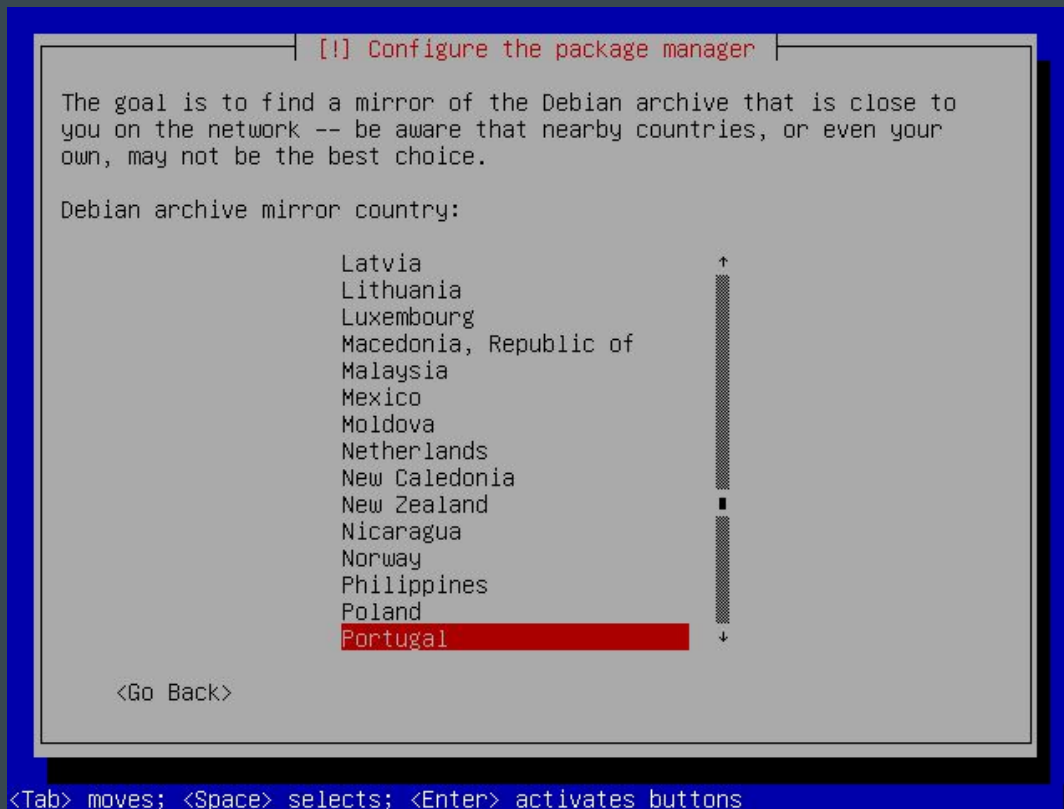 [!] Configure the package manager
The goal is to find a mirror of the Debian archive that is close to
you on the network -- be aware that nearby countries, or even your
own, may not be the best choice.
Debian archive mirror country:
Latvia
Lithuania
Luxembourg
Macedonia, Republic of
Malaysia
Mexico
Moldova
Netherlands
New Caledonia
New Zealand
Nicaragua
Norway
Philippines
Poland
Portugal
<Go Back>
<Tab> moves; <Space> selects; <Enter> activates buttons